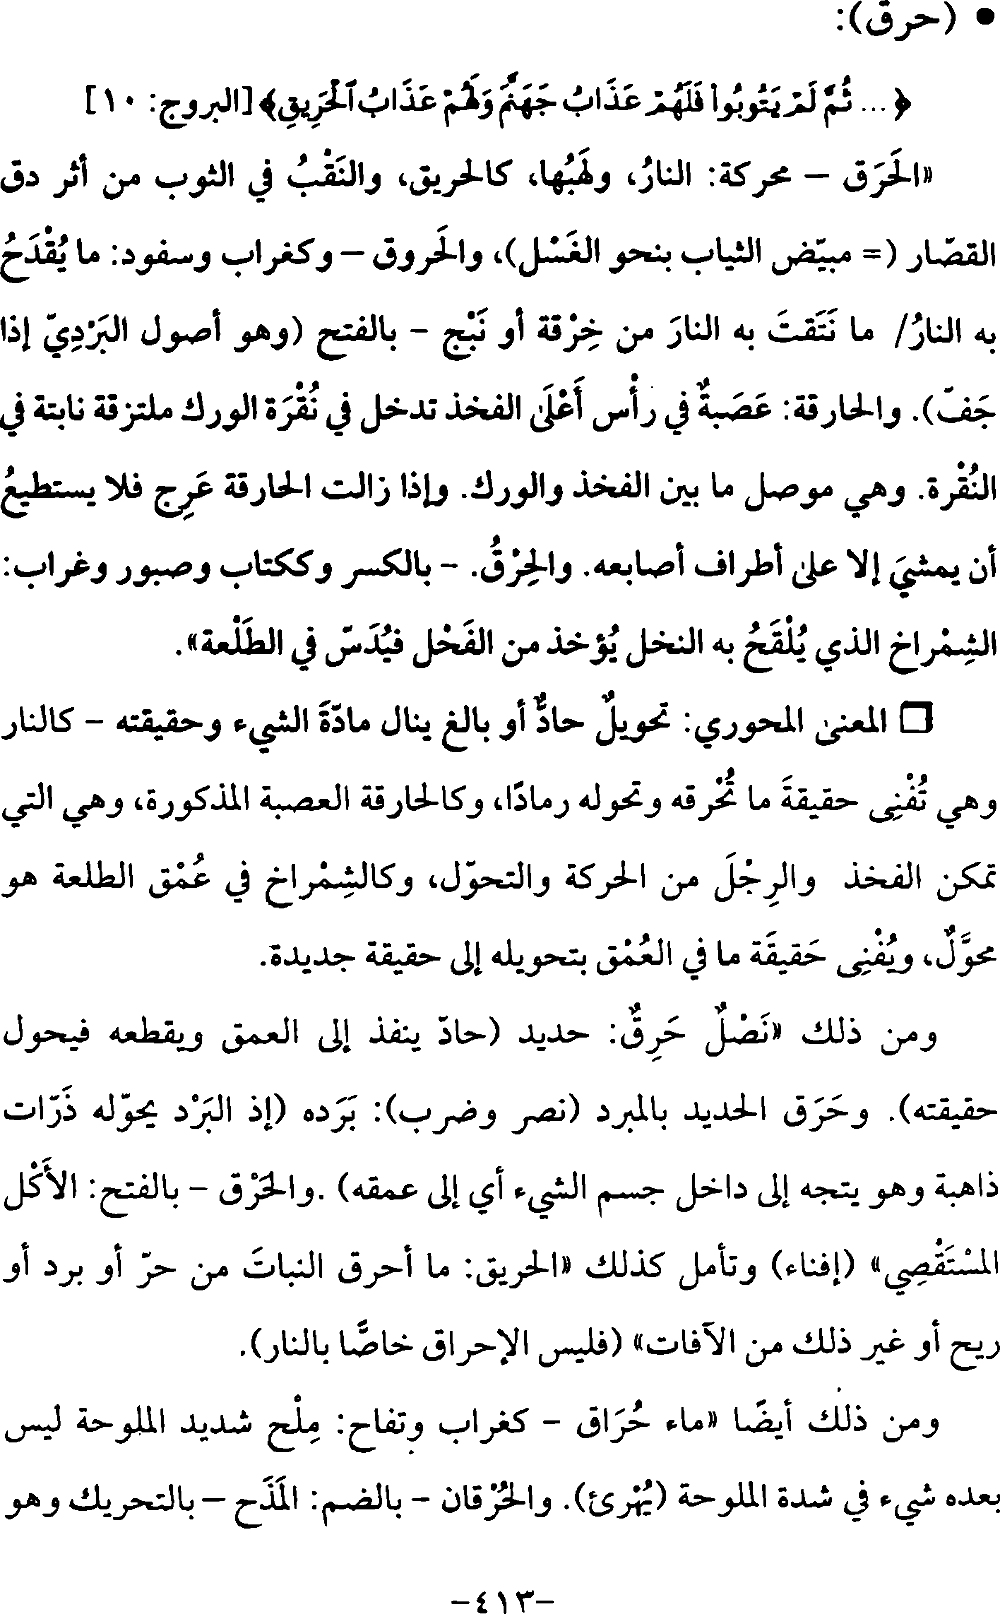 • (حرق):
﴿... ثُمَّ لَمْ يَتُوبُوا۟ فَلَهُمْ عَذَابُ جَهَنَّمَ وَلَهُمْ عَذَابُ ٱلْحَرِيقِ﴾ [البروج: ١٠]
«الحَرَق – محركة: النارُ، ولَهَبُها، كالحريق، والنَقْبُ في الثوب من أثر دق
القصّار (= مبيّض الثياب بنحو الغَسْل)، والحَروق – وكغراب وسفود: ما يُقْدَحُ
به النارُ/ ما نَتَقتَ به النارَ من خِرْقة أو نَبْج – بالفتح (وهو أصول البَرْدِيّ إذا
جَفّ). والحارقة: عَصَبةٌ في رأْس أَعْلَىٰ الفخذ تدخل في نُقْرَة الورك ملتزقة نابتة في
النُقْرة. وهي موصل ما بين الفخذ والورك. وإذا زالت الحارقة عَرِج فلا يستطيعُ
أن يمشيَ إلا علىٰ أطراف أصابعه. والحِرْقُ. – بالكسر وككتاب وصبور وغراب:
الشِمْراخ الذي يُلْقَحُ به النخل يُؤخذ من الفَحْل فيُدَسّ في الطَلْعة».
❒ المعنىٰ المحوري: تحويلٌ حادٌّ أو بالغ ينال مادّةَ الشيء وحقيقته – كالنار
وهي تُفْنِى حقيقةَ ما تُحْرقه وتحوله رمادًا، وكالحارقة العصبة المذكورة، وهي التي
تمكن الفخذ والرِجْلَ من الحركة والتحوّل، وكالشِمْراخ في عُمْق الطلعة هو
محوَّلٌ، ويُفْنِى حَقيقَة ما في العُمْق بتحويله إلى حقيقة جديدة.
ومن ذلك «نَصْلٌ حَرِقٌ: حديد (حادّ ينفذ إلى العمق ويقطعه فيحول
حقيقته). وحَرَق الحديد بالمبرد (نصر وضرب): بَرَده (إذ البَرْد يحوّله ذَرّات
ذاهبة وهو يتجه إلى داخل جسم الشيء أي إلى عمقه) .والحَرْق – بالفتح: الأَكْل
المسْتَقْصِي» (إفناء) وتأمل كذلك «الحريق: ما أحرق النباتَ من حرّ أو برد أو
ريح أو غير ذلك من الآفات» (فليس الإحراق خاصًّا بالنار).
ومن ذلك أيضًا «ماء حُرَاق – كغراب وتفاح: مِلْح شديد الملوحة ليس
بعده شيء في شدة الملوحة (يُهْرئ). والحُرْقان – بالضم: المَذَح – بالتحريك وهو
-٤١٣-